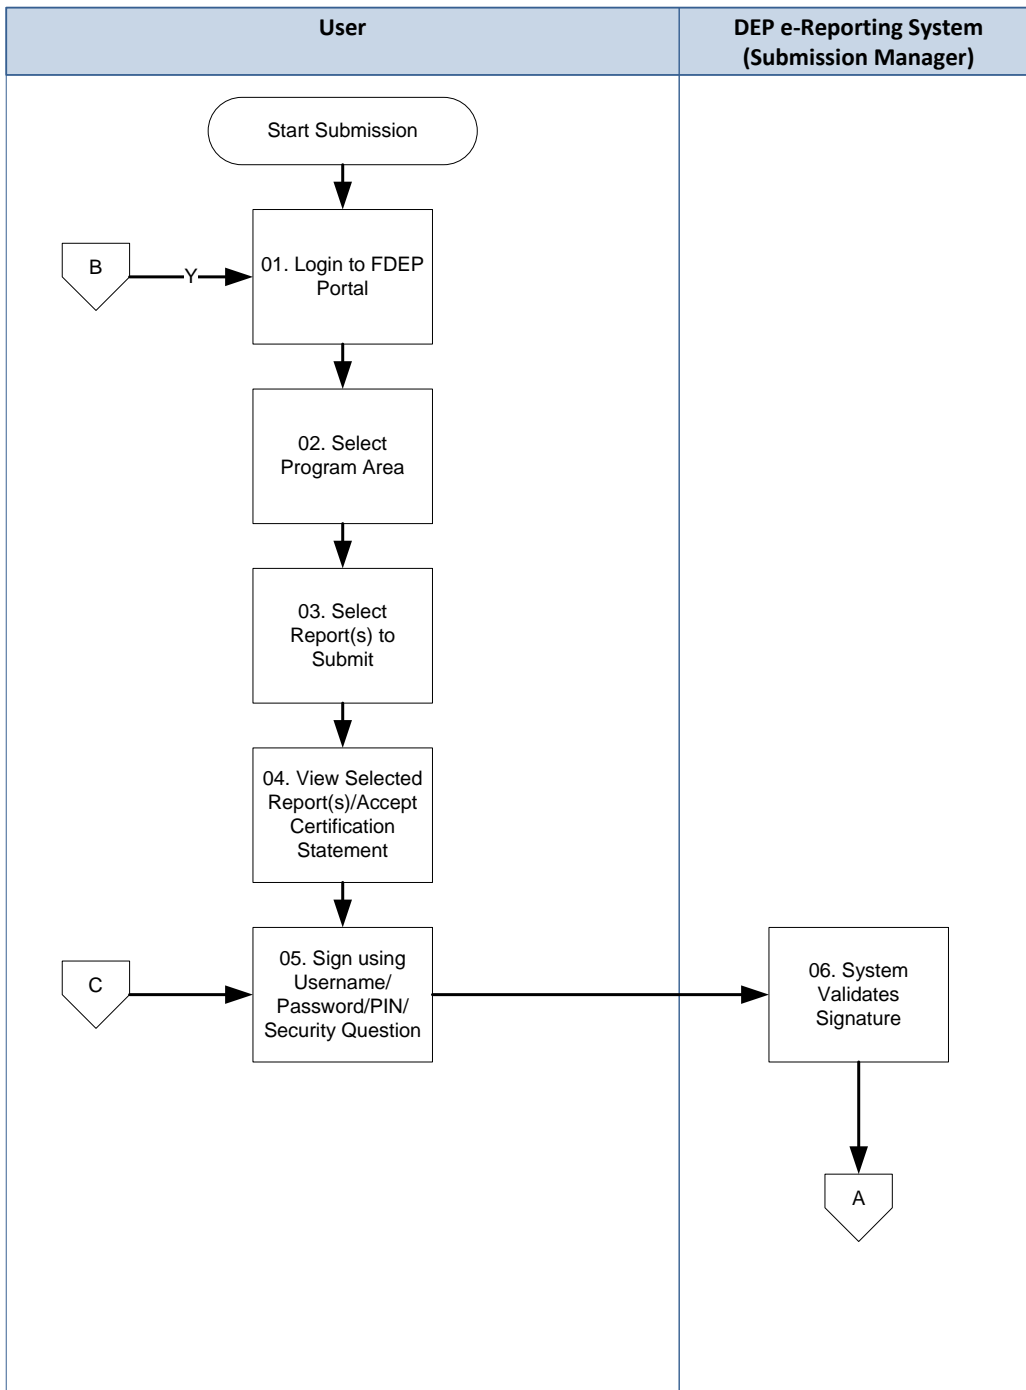 User
DEP e-Reporting System
(Submission Manager)
Start Submission
B
Y
01. Login to FDEP
Portal
02. Select
Program Area
03. Select
Report(s) to
Submit
04. View Selected
Report(s)/Accept
Certification
Statement
C
05. Sign using
Username/
Password/PIN/
Security Question
06. System
Validates
Signature
A